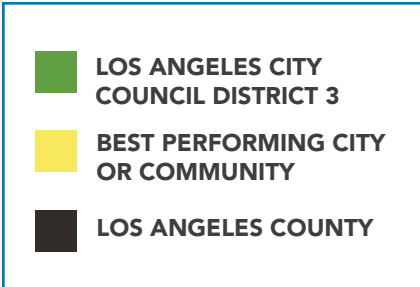 LOS ANGELES CITY
COUNCIL DISTRICT 3
BEST PERFORMING CITY
OR COMMUNITY
LOS ANGELES COUNTY